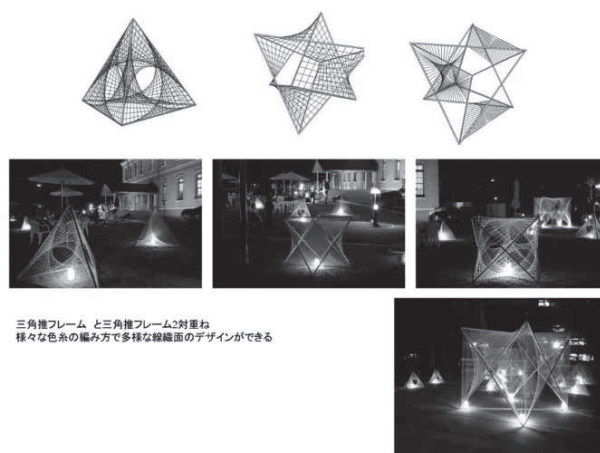 三角推フレーム と三角推フレーム2対重ね
様々な色糸の編み方で多様な線織面のデザインができる